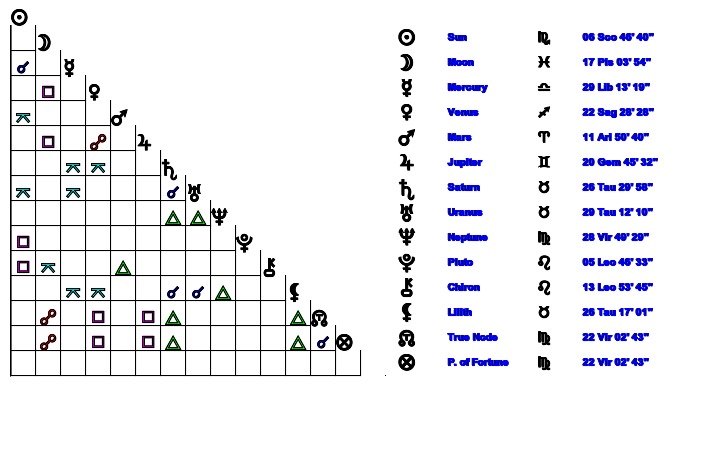 Sun 06 Sco 46' 40"
Moon 17 Pis 03' 54"
Mercury 29 Lib 13' 19"
Venus 22 Sag 28' 28"
Mars 11 Ari 50' 40"
Jupiter 20 Gem 45' 32"
Saturn 26 Tau 29' 58"
Uranus 29 Tau 12' 10"
Neptune 28 Vir 49' 29"
Pluto 05 Leo 46' 33"
Chiron 13 Leo 53' 45"
Lilith 26 Tau 17' 01"
True Node 22 Vir 02' 43"
P. of Fortune 22 Vir 02' 43"